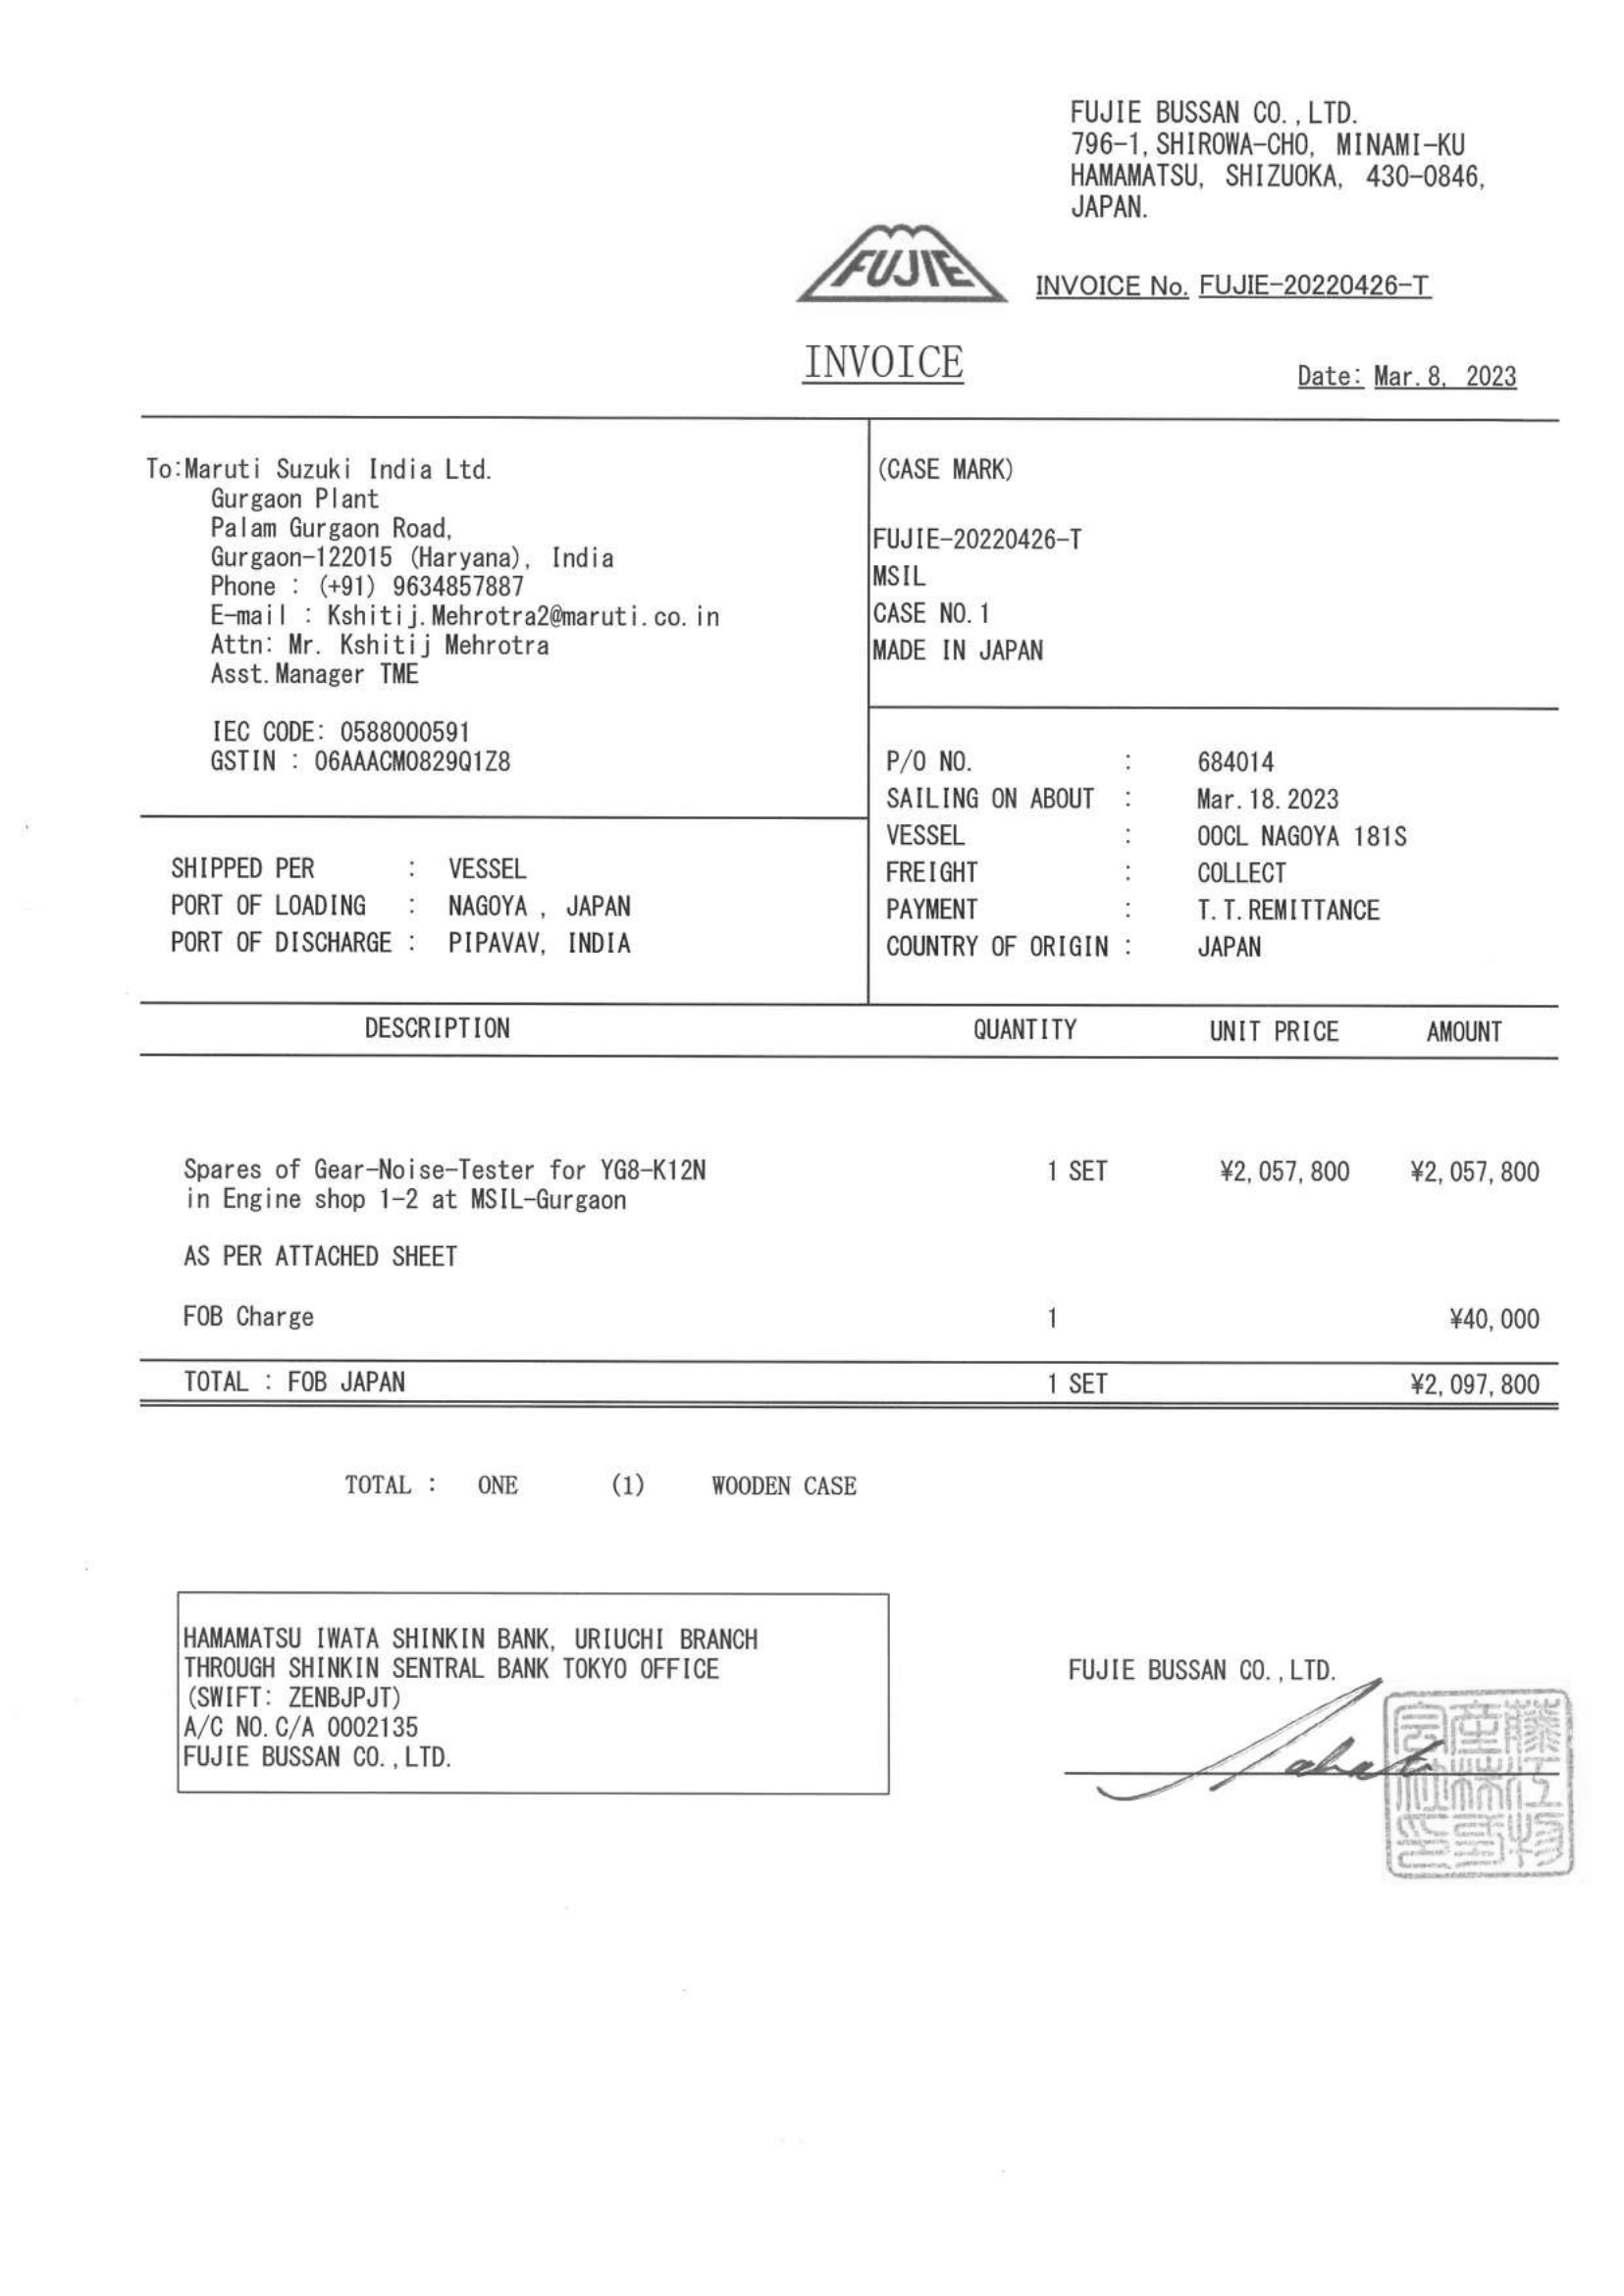 FUJIE BUSSAN CO.,LTD.
796-1,SHIROWA-CHO, MINAMI-KU
HAMAMATSU, SHIZUOKA, 430-0846,
JAPAN.
FUJIE
INVOICE No. FUJIE-20220426-T
INVOICE
Date: Mar.8, 2023
To:Maruti Suzuki India Ltd.
Gurgaon Plant
Palam Gurgaon Road,
Gurgaon-122015 (Haryana), India
Phone : (+91) 9634857887
E-mail : Kshitij.Mehrotra2@maruti.co.in
Attn: Mr. Kshitij Mehrotra
Asst.Manager TME
IEC CODE: 0588000591
GSTIN : 06AAACM0829Q1Z8
(CASE MARK)
FUJIE-20220426-T
MSIL
CASE NO.1
MADE IN JAPAN
SHIPPED PER : VESSEL
PORT OF LOADING : NAGOYA , JAPAN
PORT OF DISCHARGE : PIPAVAV, INDIA
P/O NO. : 684014
SAILING ON ABOUT : Mar.18.2023
VESSEL : OOCL NAGOYA 181S
FREIGHT : COLLECT
PAYMENT : T.T.REMITTANCE
COUNTRY OF ORIGIN : JAPAN
DESCRIPTION QUANTITY UNIT PRICE AMOUNT
Spares of Gear-Noise-Tester for YG8-K12N 1 SET ¥2,057,800 ¥2,057,800
in Engine shop 1-2 at MSIL-Gurgaon
AS PER ATTACHED SHEET
FOB Charge 1 ¥40,000
TOTAL : FOB JAPAN 1 SET ¥2,097,800
TOTAL : ONE (1) WOODEN CASE
HAMAMATSU IWATA SHINKIN BANK, URIUCHI BRANCH
THROUGH SHINKIN SENTRAL BANK TOKYO OFFICE
(SWIFT: ZENBJPJT)
A/C NO.C/A 0002135
FUJIE BUSSAN CO.,LTD.
FUJIE BUSSAN CO.,LTD.